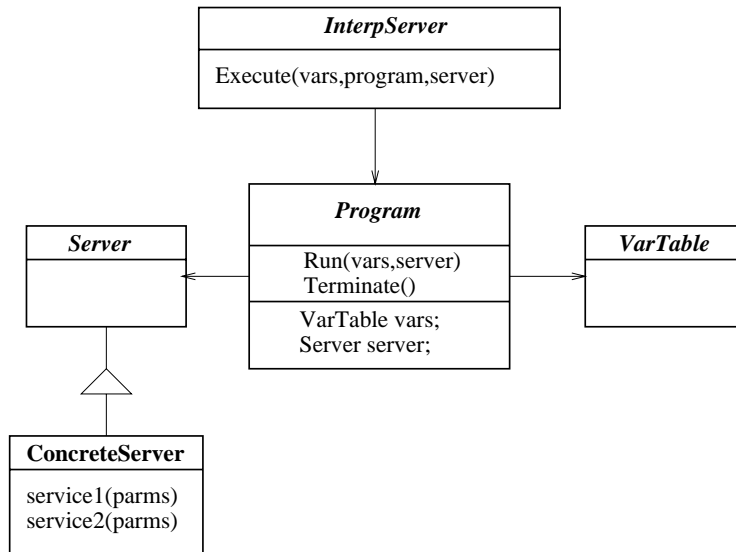 InterpServer
Execute(vars,program,server)
Program
Run(vars,server)
Terminate()
VarTable vars;
Server server;
Server
VarTable
ConcreteServer
service1(parms)
service2(parms)